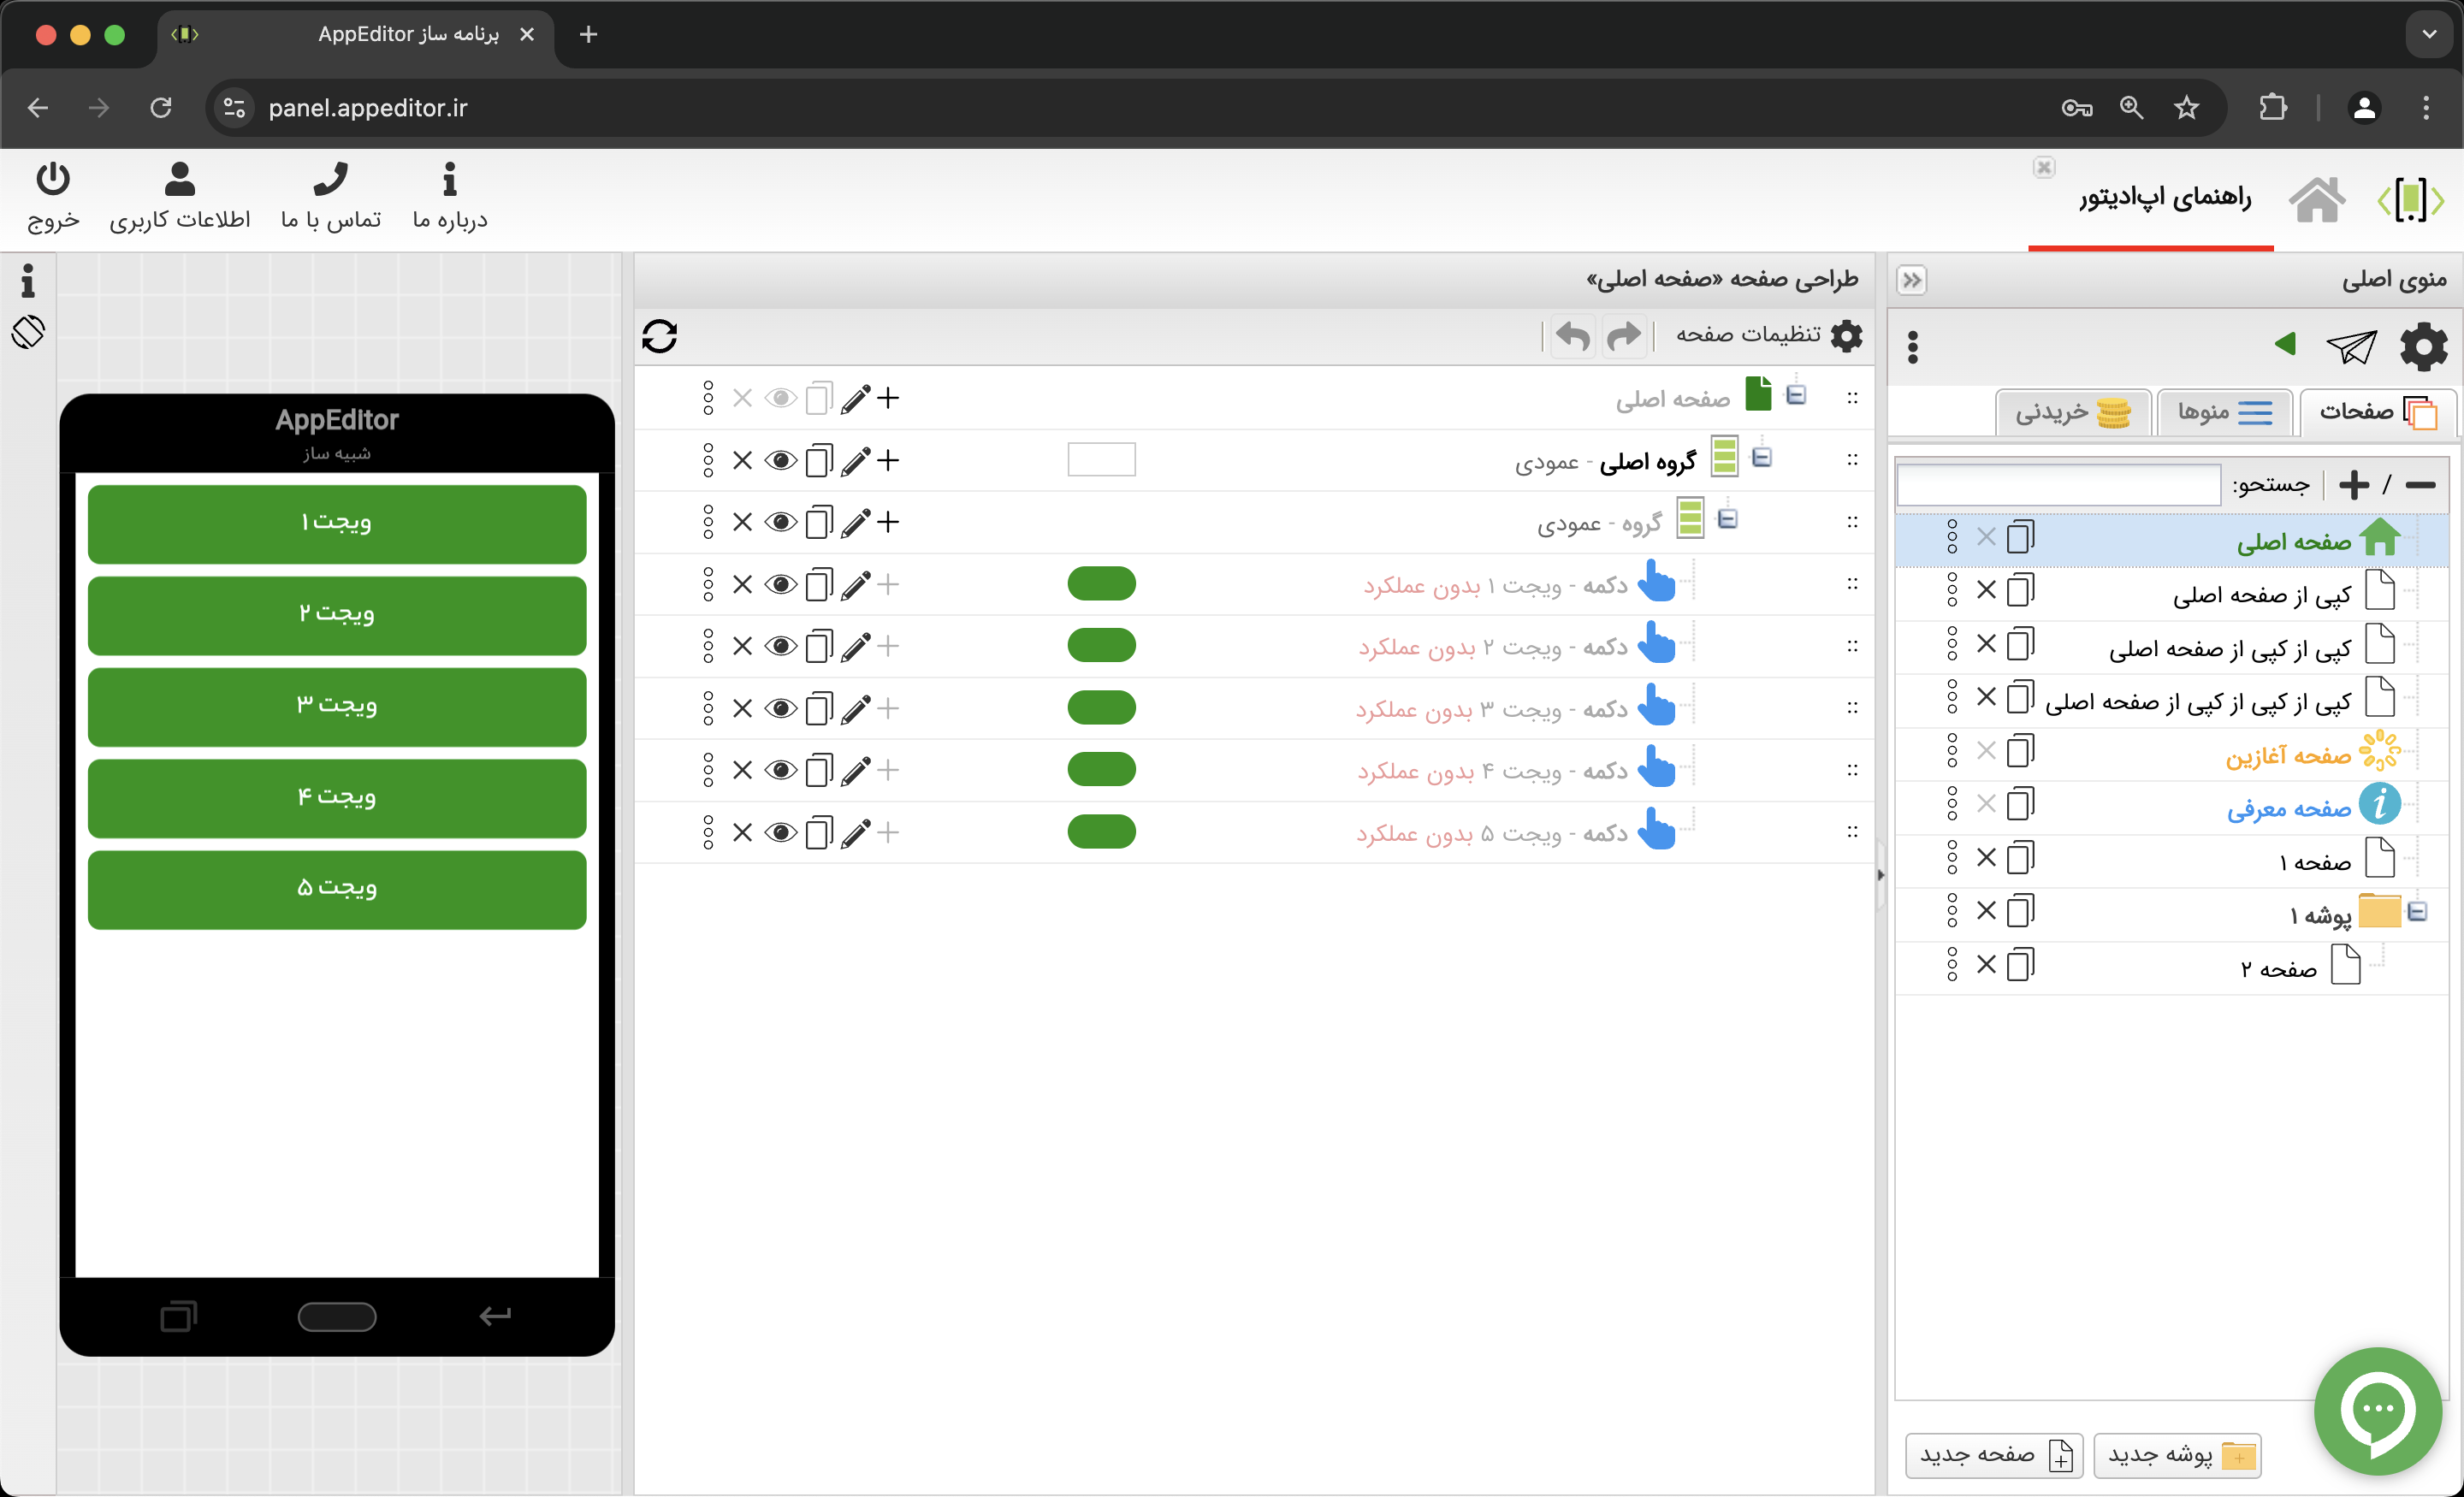 برنامه ساز AppEditor
panel.appeditor.ir
راهنمای اپ‌ادیتور
درباره ما
تماس با ما
اطلاعات کاربری
خروج
منوی اصلی
صفحات
منوها
خریدنی
جستجو:
صفحه اصلی
کپی از صفحه اصلی
کپی از کپی از صفحه اصلی
کپی از کپی از کپی از صفحه اصلی
صفحه آغازین
صفحه معرفی
صفحه ۱
پوشه ۱
صفحه ۲
پوشه جدید
صفحه جدید
طراحی صفحه «صفحه اصلی»
تنظیمات صفحه
صفحه اصلی
گروه اصلی - عمودی
گروه - عمودی
دکمه - ویجت ۱ بدون عملکرد
دکمه - ویجت ۲ بدون عملکرد
دکمه - ویجت ۳ بدون عملکرد
دکمه - ویجت ۴ بدون عملکرد
دکمه - ویجت ۵ بدون عملکرد
AppEditor
شبیه ساز
ویجت ۱
ویجت ۲
ویجت ۳
ویجت ۴
ویجت ۵